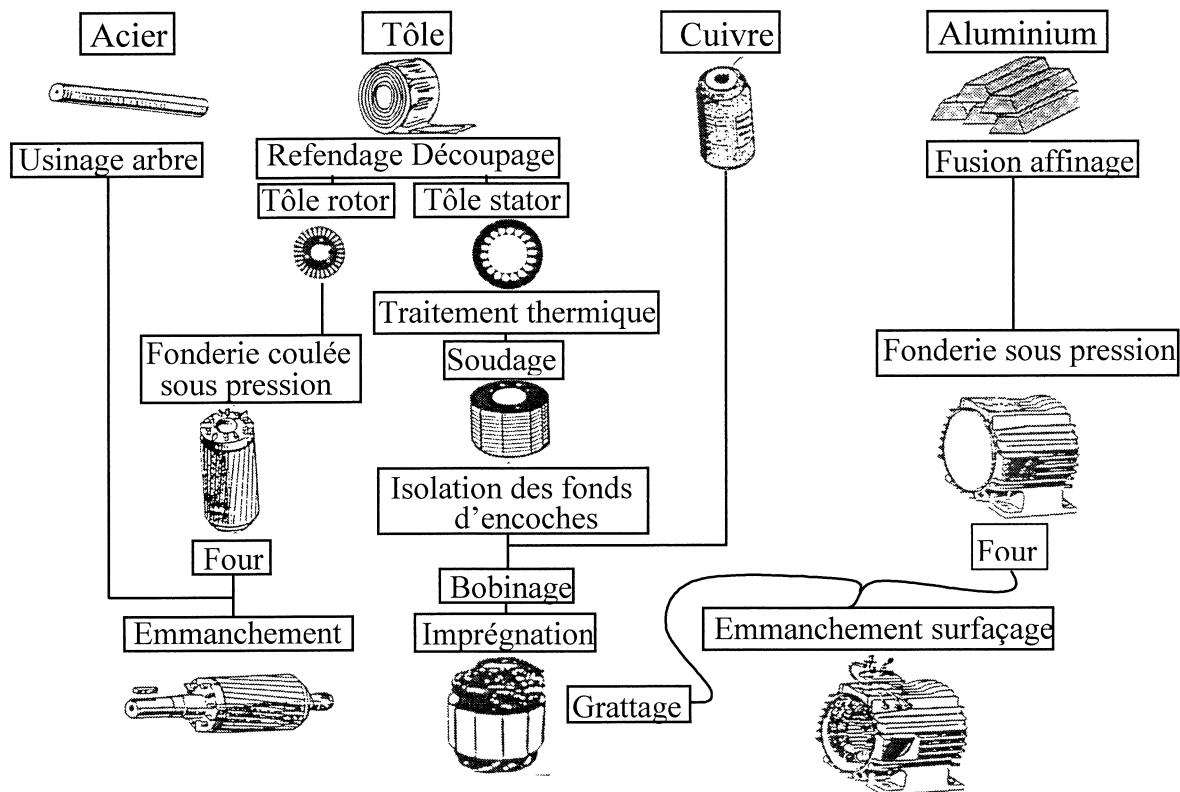 Acier
Tôle
Cuivre
Aluminium
Usinage arbre
Refendage Découpage
Fusion affinage
Tôle rotor
Tôle stator
Traitement thermique
Fonderie coulée
sous pression
Soudage
Fonderie sous pression
Isolation des fonds
d'encoches
Four
Four
Bobinage
Emmanchement
Imprégnation
Emmanchement surfaçage
Grattage